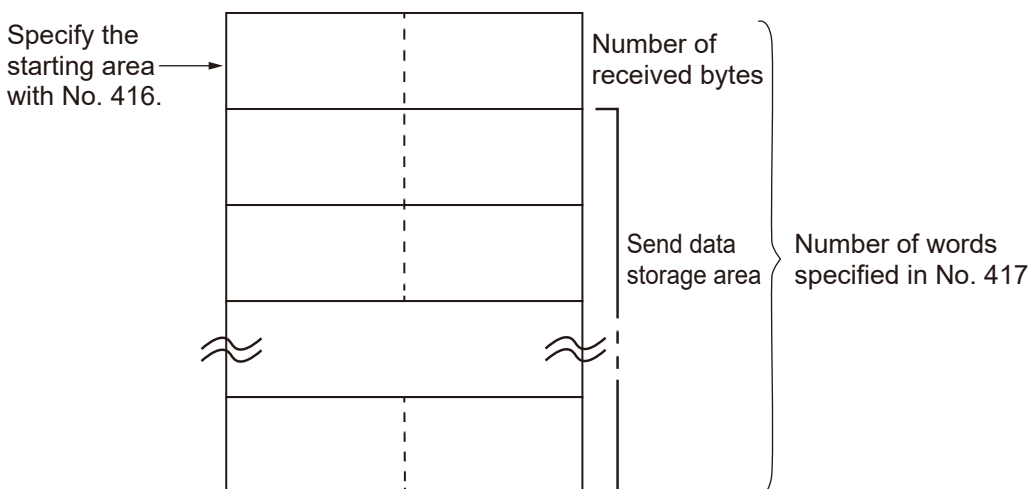 Specify the
starting area
with No. 416.
Number of
received bytes
Send data
storage area
Number of words
specified in No. 417